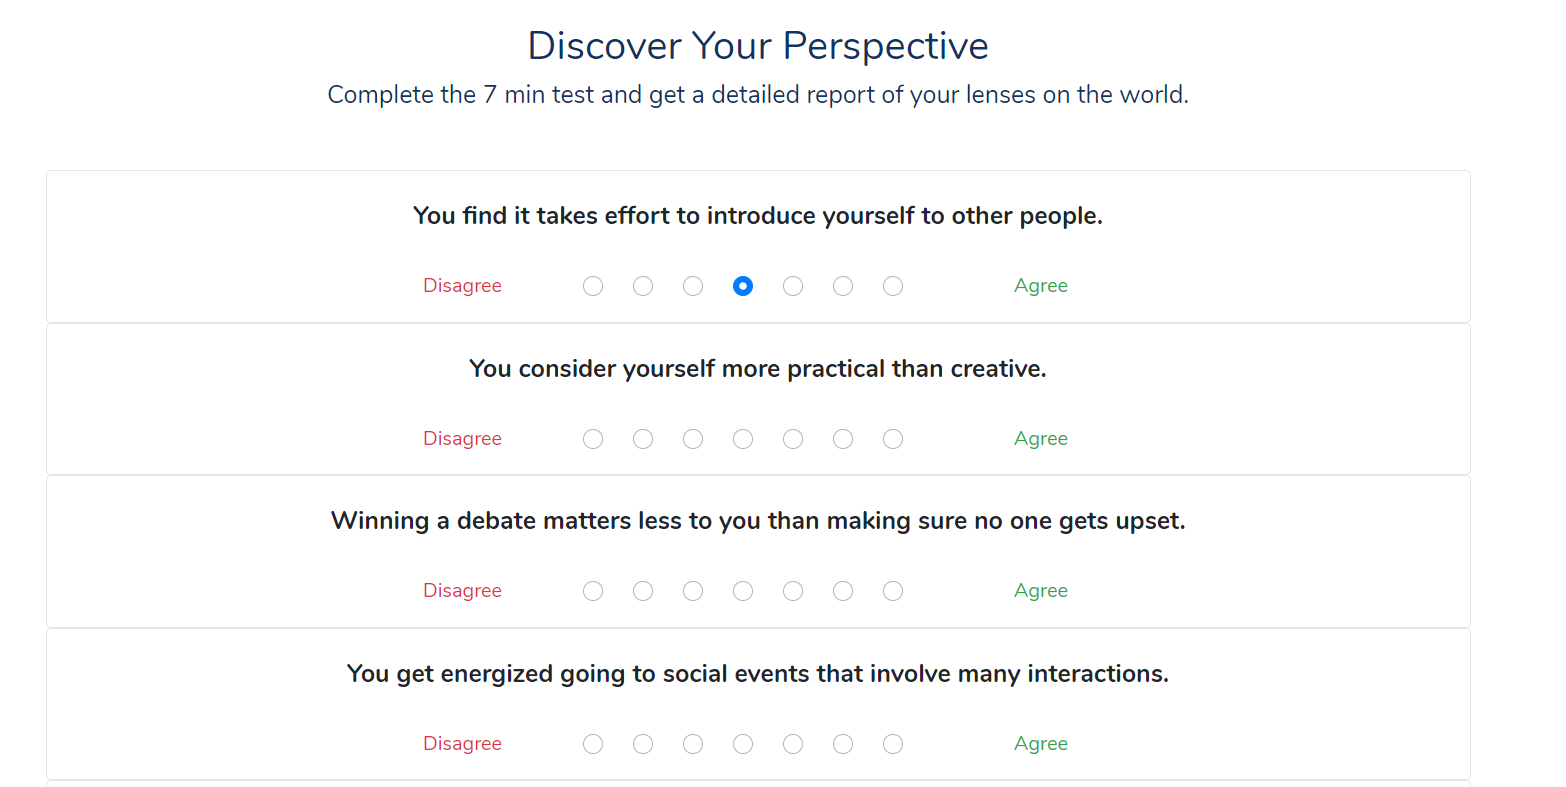 Discover Your Perspective
Complete the 7 min test and get a detailed report of your lenses on the world.
You find it takes effort to introduce yourself to other people.
Disagree Agree
You consider yourself more practical than creative.
Disagree Agree
Winning a debate matters less to you than making sure no one gets upset.
Disagree Agree
You get energized going to social events that involve many interactions.
Disagree Agree